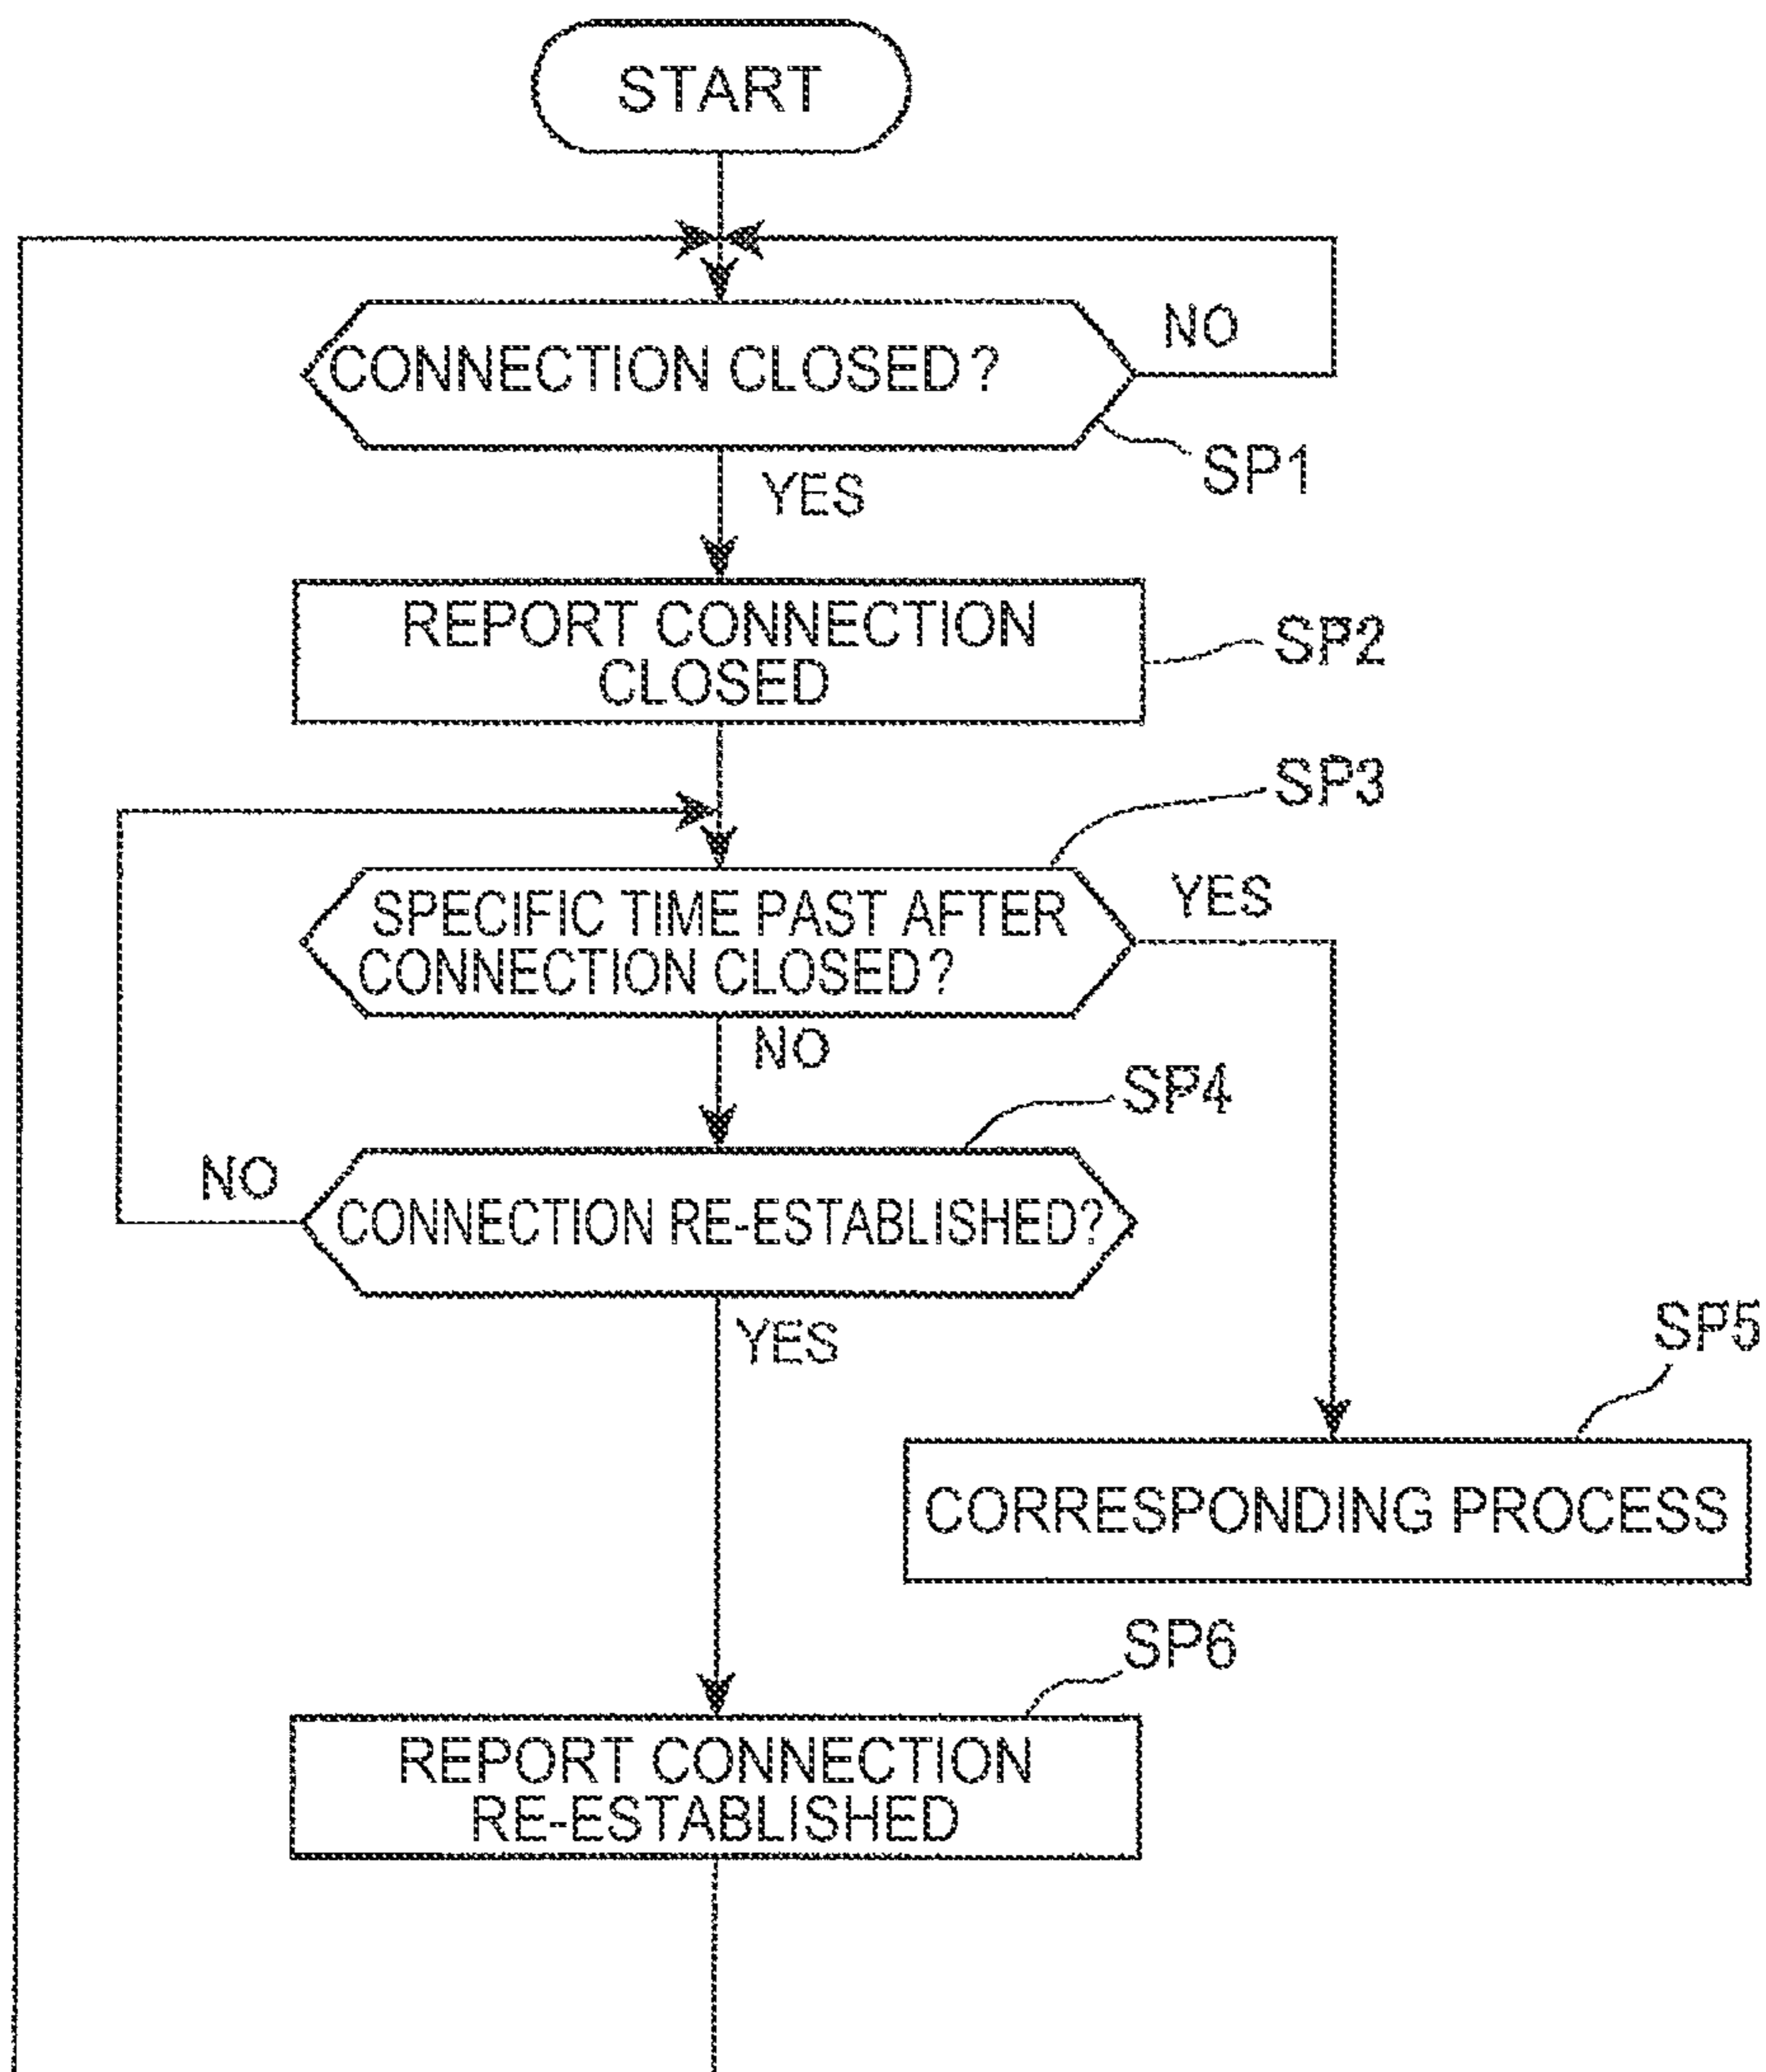 START
NO
CONNECTION CLOSED?
SP1
YES
REPORT CONNECTION
CLOSED
SP2
SP3
SPECIFIC TIME PAST AFTER
CONNECTION CLOSED?
YES
NO
SP4
NO
CONNECTION RE-ESTABLISHED?
YES
SP5
CORRESPONDING PROCESS
SP6
REPORT CONNECTION
RE-ESTABLISHED